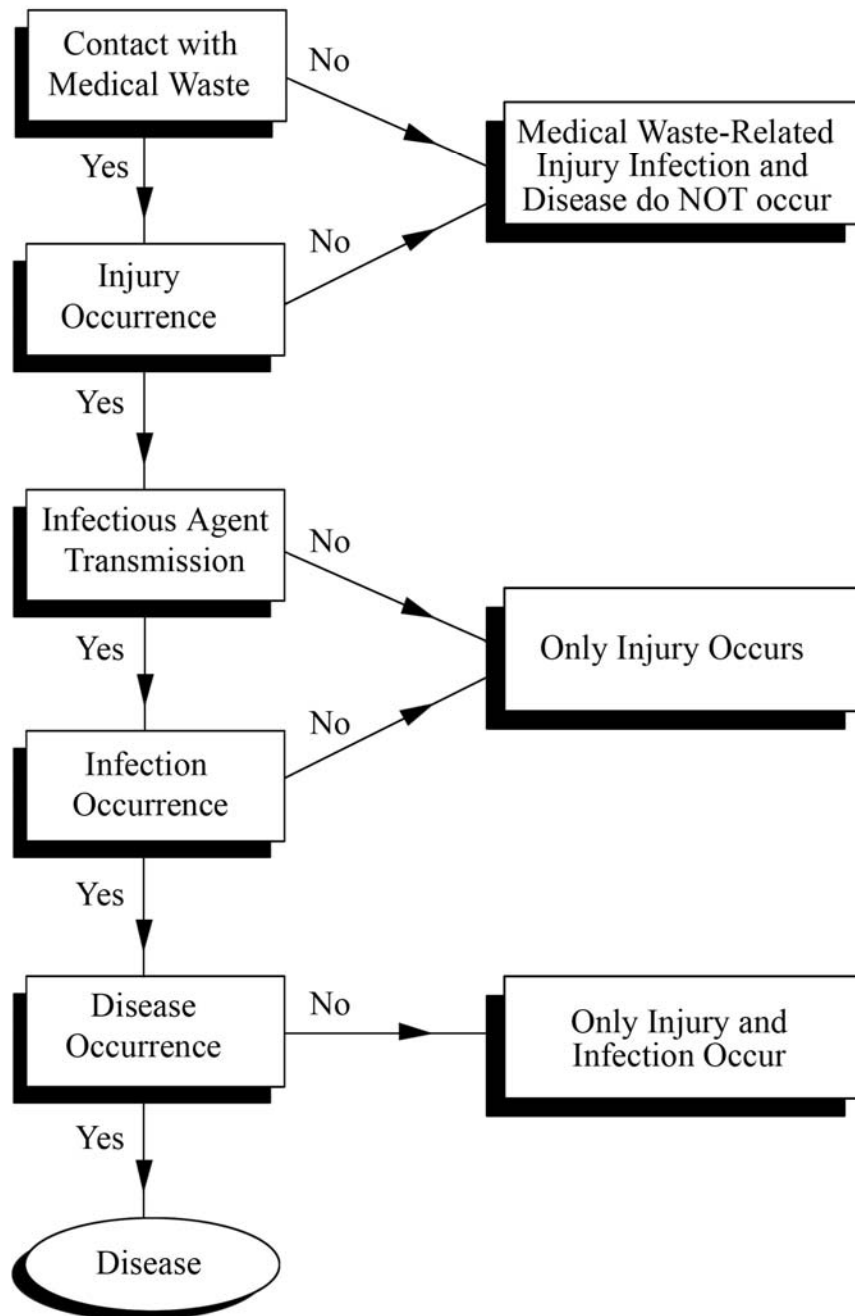 Contact with
Medical Waste
No
Medical Waste-Related
Injury Infection and
Disease do NOT occur
Yes
No
Injury
Occurrence
Yes
Infectious Agent
Transmission
No
Only Injury Occurs
Yes
No
Infection
Occurrence
Yes
Disease
Occurrence
No
Only Injury and
Infection Occur
Yes
Disease